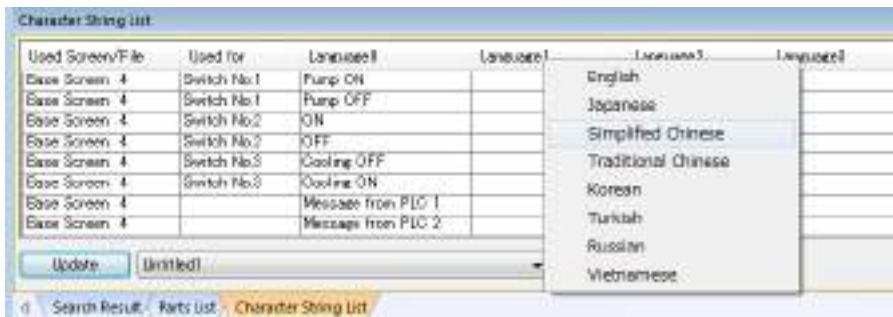 Character String List
Used Screen/File Used for Language Language1 Language2 Language3
Base Screen 4 Switch No.1 Pump ON
Base Screen 4 Switch No.1 Pump OFF
Base Screen 4 Switch No.2 ON
Base Screen 4 Switch No.2 OFF
Base Screen 4 Switch No.3 Cooling OFF
Base Screen 4 Switch No.3 Cooling ON
Base Screen 4 Message from PLC 1
Base Screen 4 Message from PLC 2
English
Japanese
Simplified Chinese
Traditional Chinese
Korean
Turkish
Russian
Vietnamese
Update Untitled1
Search Result Parts List Character String List